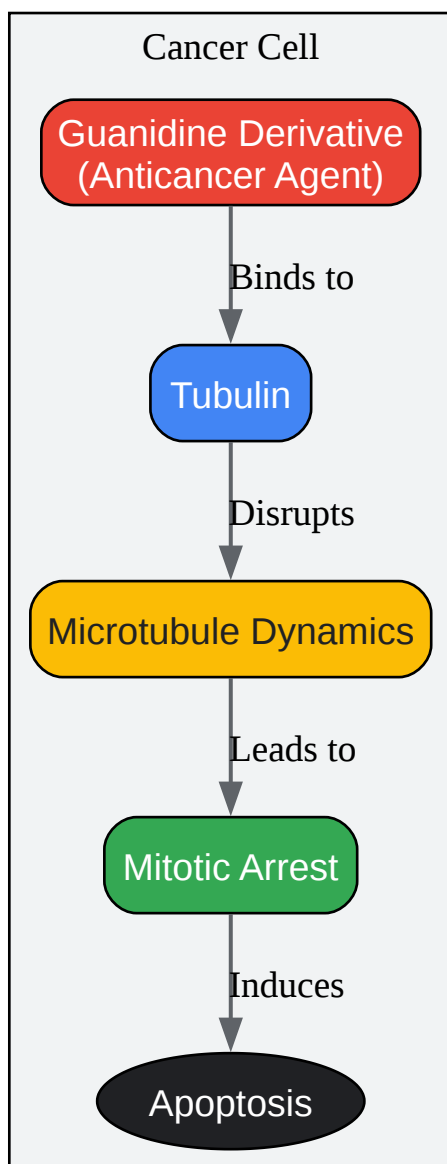 Cancer Cell
Guanidine Derivative
(Anticancer Agent)
Binds to
Tubulin
Disrupts
Microtubule Dynamics
Leads to
Mitotic Arrest
Induces
Apoptosis